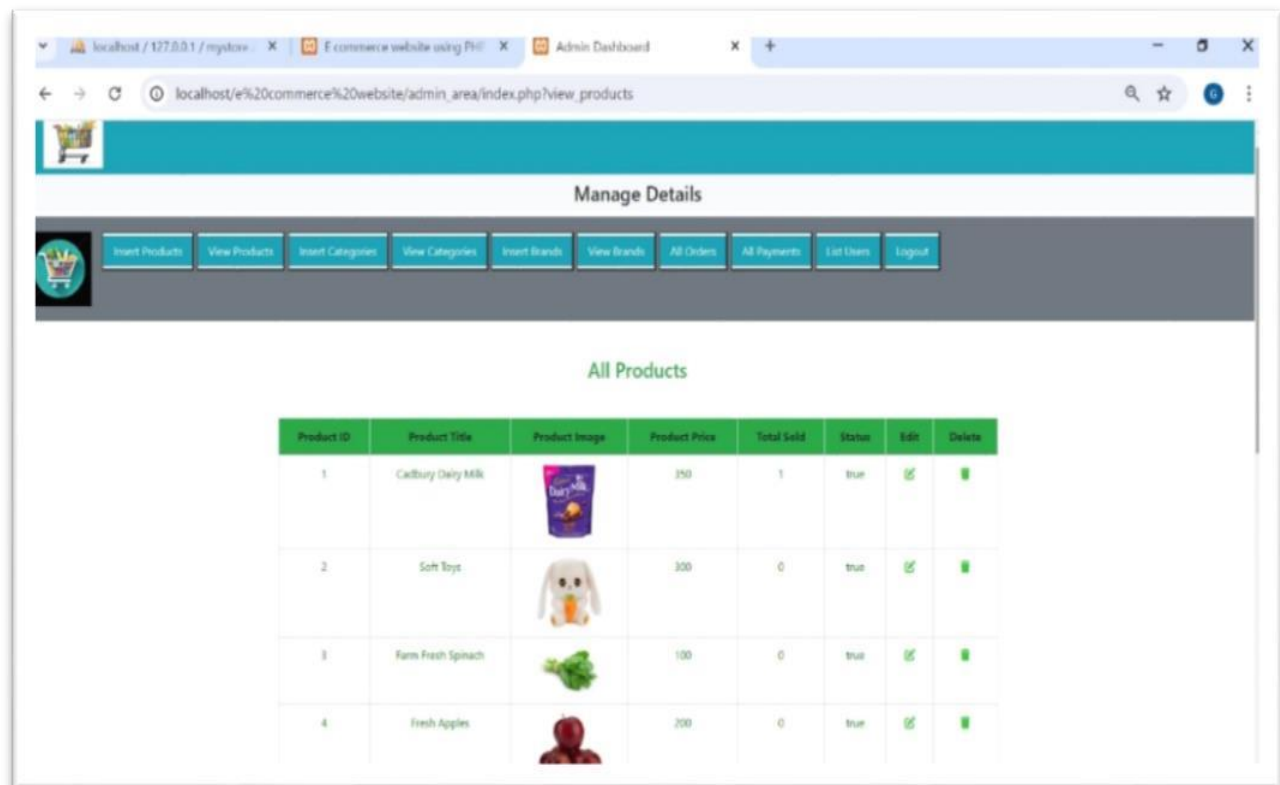 localhost / 127.0.0.1 / mystore
E commerce website using PHP
Admin Dashboard
localhost/e%20commerce%20website/admin_area/index.php?view_products
G
Manage Details
Insert Products View Products Insert Categories View Categories Insert Brands View Brands All Orders All Payments List Users Logout
All Products
Product ID Product Title Product Image Product Price Total Sold Status Edit Delete
1 Cadbury Dairy Milk 350 1 true
Dairy Milk
2 Soft Toys 300 0 true
3 Farm Fresh Spinach 100 0 true
4 Fresh Apples 200 0 true